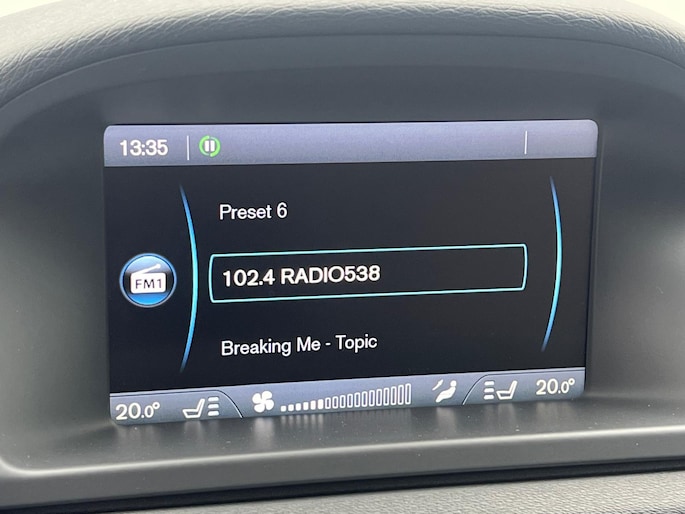 13:35
Preset 6
FM1
102.4 RADIO538
Breaking Me - Topic
20.0°
20.0°